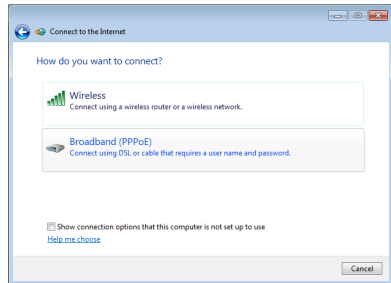 Connect to the Internet
How do you want to connect?
Wireless
Connect using a wireless router or a wireless network.
Broadband (PPPoE)
Connect using DSL or cable that requires a user name and password.
Show connection options that this computer is not set up to use
Help me choose
Cancel